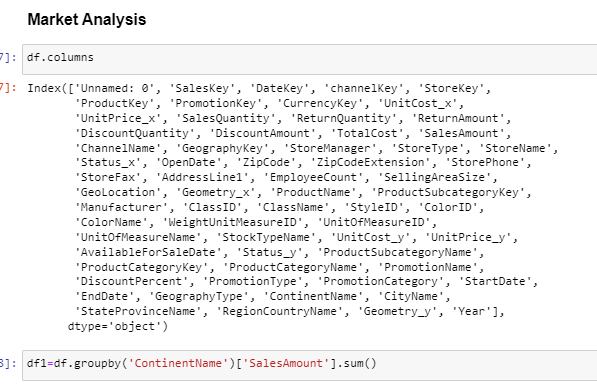 Market Analysis
7]: df.columns
7]: Index(['Unnamed: 0', 'SalesKey', 'DateKey', 'channelKey', 'StoreKey',
'ProductKey', 'PromotionKey', 'CurrencyKey', 'UnitCost_x',
'UnitPrice_x', 'SalesQuantity', 'ReturnQuantity', 'ReturnAmount',
'DiscountQuantity', 'DiscountAmount', 'TotalCost', 'SalesAmount',
'ChannelName', 'GeographyKey', 'StoreManager', 'StoreType', 'StoreName',
'Status_x', 'OpenDate', 'ZipCode', 'ZipCodeExtension', 'StorePhone',
'StoreFax', 'AddressLine1', 'EmployeeCount', 'SellingAreaSize',
'GeoLocation', 'Geometry_x', 'ProductName', 'ProductSubcategoryKey',
'Manufacturer', 'ClassID', 'ClassName', 'StyleID', 'ColorID',
'ColorName', 'WeightUnitMeasureID', 'UnitOfMeasureID',
'UnitOfMeasureName', 'StockTypeName', 'UnitCost_y', 'UnitPrice_y',
'AvailableForSaleDate', 'Status_y', 'ProductSubcategoryName',
'ProductCategoryKey', 'ProductCategoryName', 'PromotionName',
'DiscountPercent', 'PromotionType', 'PromotionCategory', 'StartDate',
'EndDate', 'GeographyType', 'ContinentName', 'CityName',
'StateProvinceName', 'RegionCountryName', 'Geometry_y', 'Year'],
dtype='object')
8]: df1=df.groupby('ContinentName')['SalesAmount'].sum()